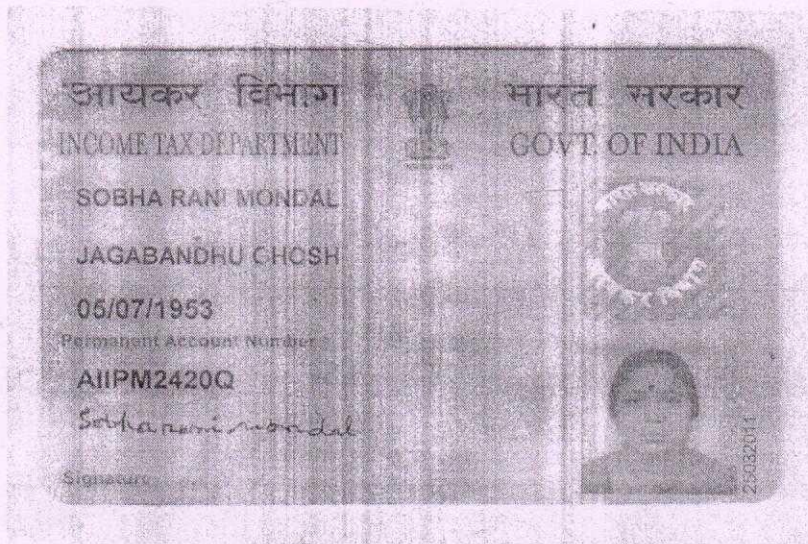 आयकर विभाग
भारत सरकार
INCOME TAX DEPARTMENT
GOVT. OF INDIA
SOBHA RANI MONDAL
JAGABANDHU GHOSH
05/07/1953
Permanent Account Number
AIIPM2420Q
Sobha rani mondal
Signature
25032011